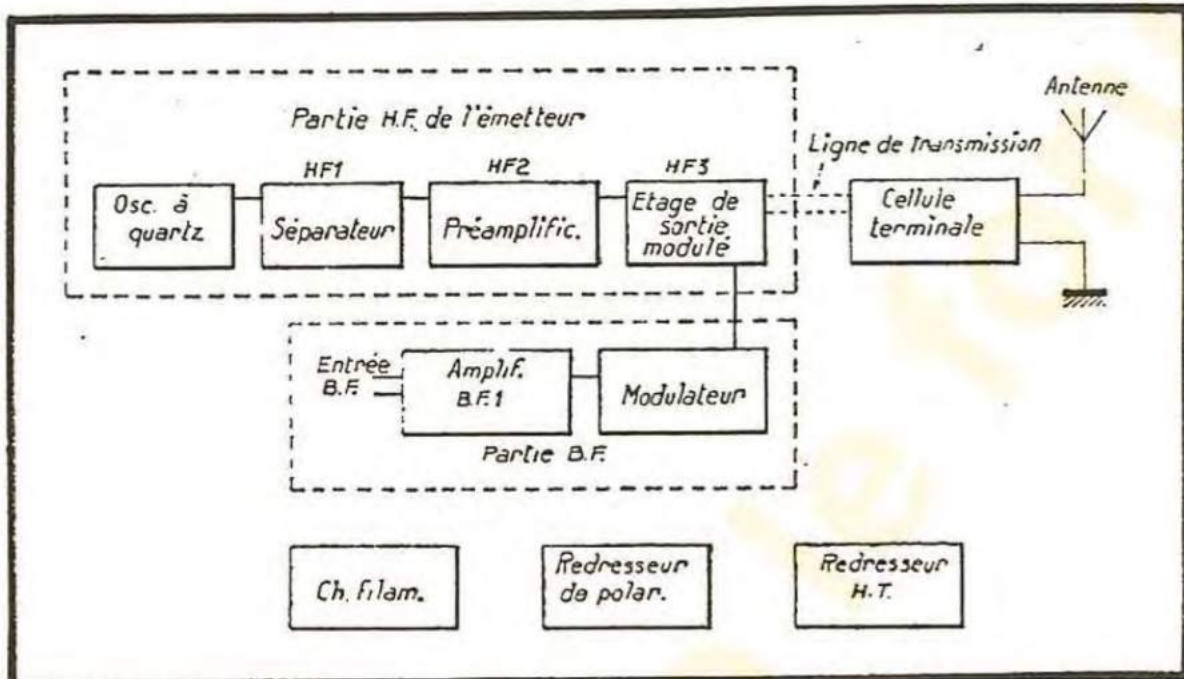 Partie H.F. de l'émetteur
Antenne
Ligne de transmission
HF1
HF2
HF3
Osc. à
quartz
Séparateur
Préamplific.
Etage de
sortie
modulé
Cellule
terminale
Entrée
B.F.
Amplif.
B.F.1
Modulateur
Partie B.F.
Ch. filam.
Redresseur
de polar.
Redresseur
H.T.